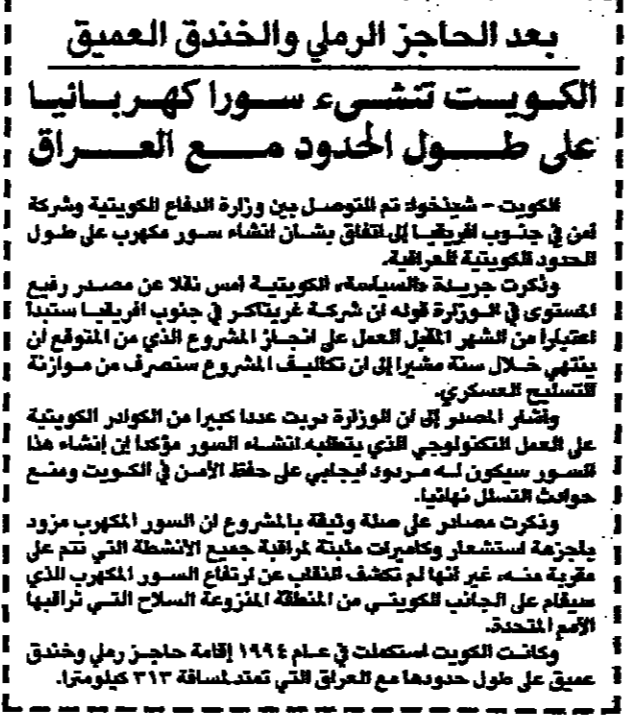 بعد الحاجز الرملي والخندق العميق
الكويت تنشىء سورا كهربائيا
على طول الحدود مع العراق
الكويت - شينخوا: تم التوصل بين وزارة الدفاع الكويتية وشركة
أمن في جنوب افريقيا إلى اتفاق بشأن انشاء سور مكهرب على طول
الحدود الكويتية العراقية.
وذكرت جريدة «السياسة» الكويتية أمس نقلا عن مصدر رفيع
المستوى في الوزارة قوله ان شركة غريناكر في جنوب افريقيا ستبدأ
اعتبارا من الشهر المقبل العمل على انجاز المشروع الذي من المتوقع ان
ينتهي خلال سنة مشيرا إلى ان تكاليف المشروع ستصرف من موازنة
التسليح العسكري.
وأشار المصدر إلى ان الوزارة دربت عددا كبيرا من الكوادر الكويتية
على العمل التكنولوجي الذي يتطلبه انشاء السور مؤكدا ان إنشاء هذا
السور سيكون له مردود ايجابي على حفظ الأمن في الكويت ومنع
حوادث التسلل نهائيا.
وذكرت مصادر على صلة وثيقة بالمشروع ان السور المكهرب مزود
بأجهزة استشعار وكاميرات مثبتة لمراقبة جميع الأنشطة التي تتم على
مقربة منه، غير أنها لم تكشف النقاب عن ارتفاع السور المكهرب الذي
سيقام على الجانب الكويتي من المنطقة المنزوعة السلاح التي تراقبها
الأمم المتحدة.
وكانت الكويت استكملت في عام ١٩٩٤ إقامة حاجز رملي وخندق
عميق على طول حدودها مع العراق التي تمتد لمسافة ٣١٣ كيلومترا.